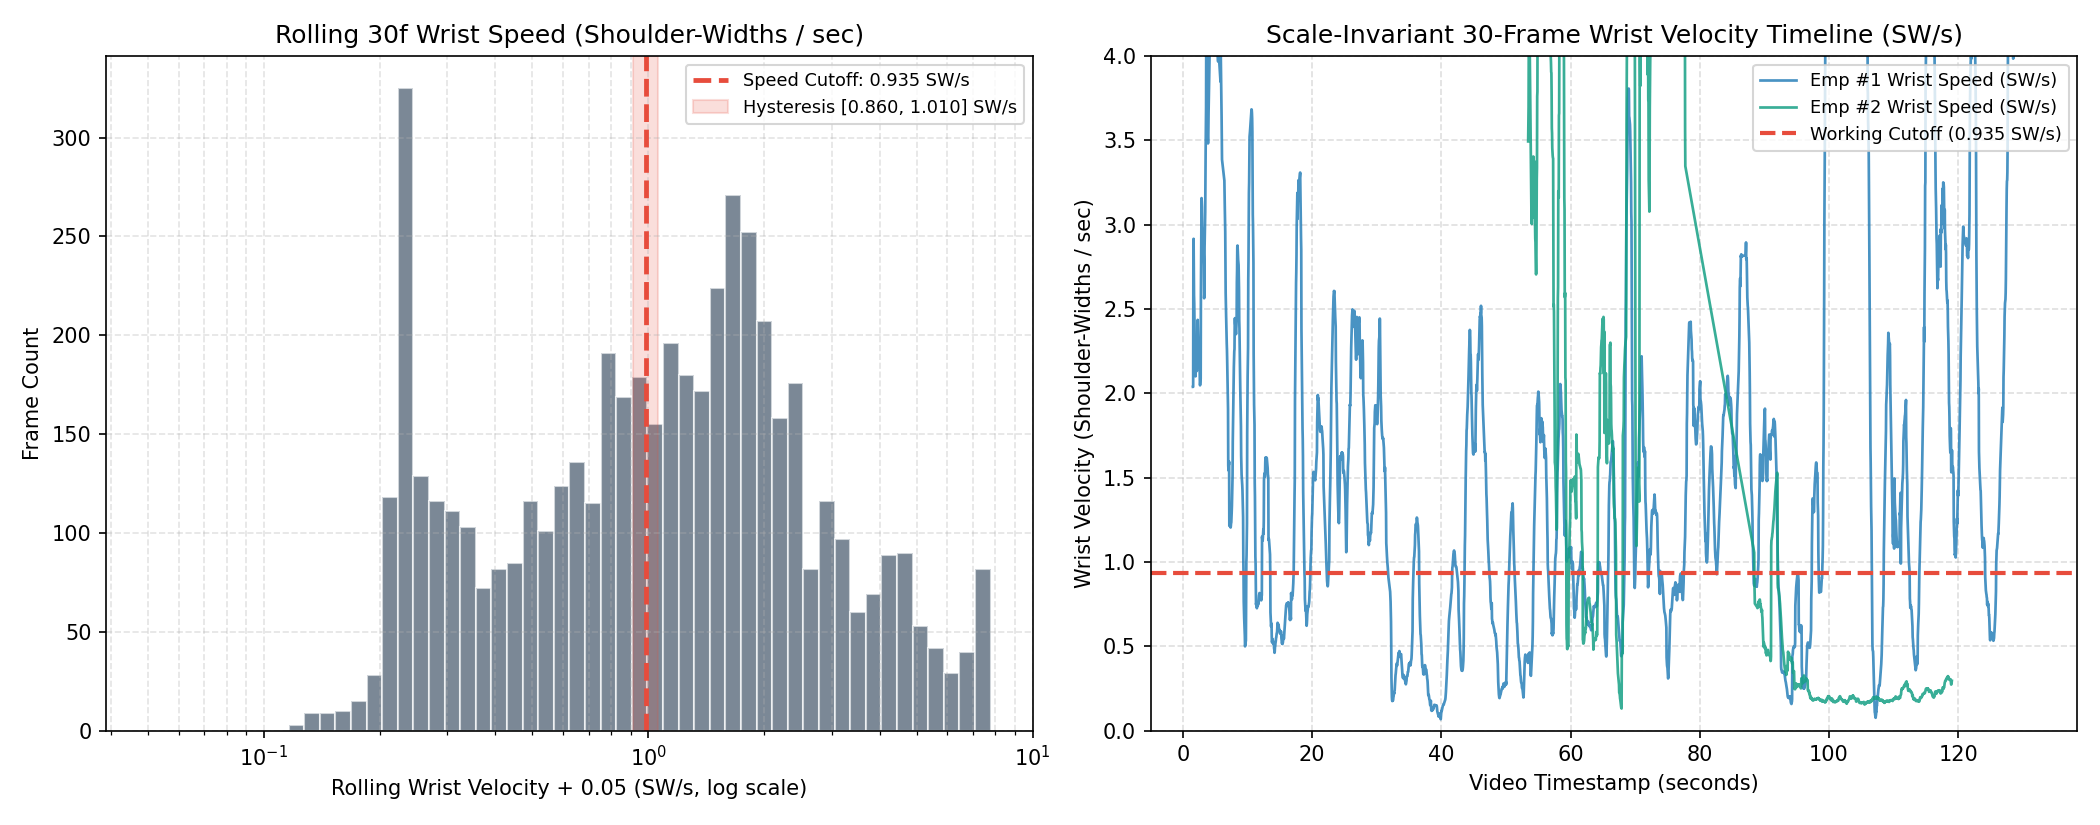 Rolling 30f Wrist Speed (Shoulder-Widths / sec)
Speed Cutoff: 0.935 SW/s
Hysteresis [0.860, 1.010] SW/s
Frame Count
300
250
200
150
100
50
0
10⁻¹
10⁰
10¹
Rolling Wrist Velocity + 0.05 (SW/s, log scale)
Scale-Invariant 30-Frame Wrist Velocity Timeline (SW/s)
Emp #1 Wrist Speed (SW/s)
Emp #2 Wrist Speed (SW/s)
Working Cutoff (0.935 SW/s)
Wrist Velocity (Shoulder-Widths / sec)
4.0
3.5
3.0
2.5
2.0
1.5
1.0
0.5
0.0
0
20
40
60
80
100
120
Video Timestamp (seconds)